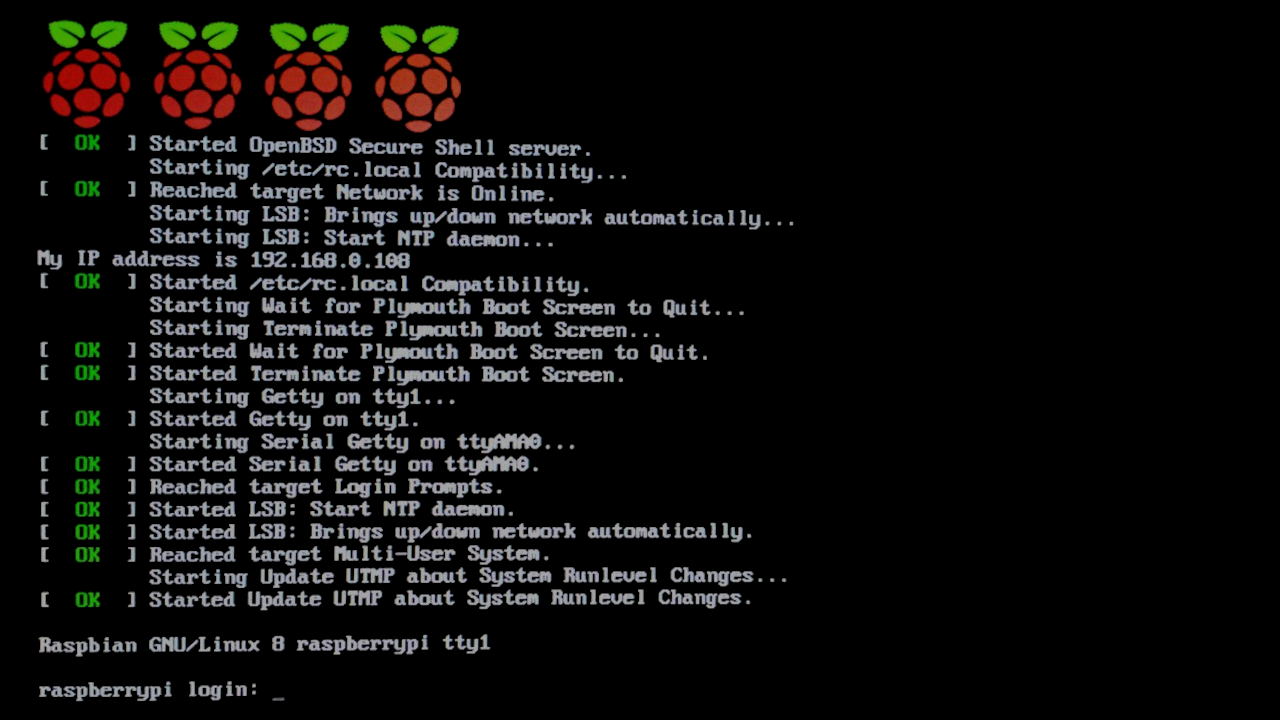 [  OK  ] Started OpenBSD Secure Shell server.
         Starting /etc/rc.local Compatibility...
[  OK  ] Reached target Network is Online.
         Starting LSB: Brings up/down network automatically...
         Starting LSB: Start NTP daemon...
My IP address is 192.168.0.108
[  OK  ] Started /etc/rc.local Compatibility.
         Starting Wait for Plymouth Boot Screen to Quit...
         Starting Terminate Plymouth Boot Screen...
[  OK  ] Started Wait for Plymouth Boot Screen to Quit.
[  OK  ] Started Terminate Plymouth Boot Screen.
         Starting Getty on tty1...
[  OK  ] Started Getty on tty1.
         Starting Serial Getty on ttyAMA0...
[  OK  ] Started Serial Getty on ttyAMA0.
[  OK  ] Reached target Login Prompts.
[  OK  ] Started LSB: Start NTP daemon.
[  OK  ] Started LSB: Brings up/down network automatically.
[  OK  ] Reached target Multi-User System.
         Starting Update UTMP about System Runlevel Changes...
[  OK  ] Started Update UTMP about System Runlevel Changes.
Raspbian GNU/Linux 8 raspberrypi tty1
raspberrypi login: _